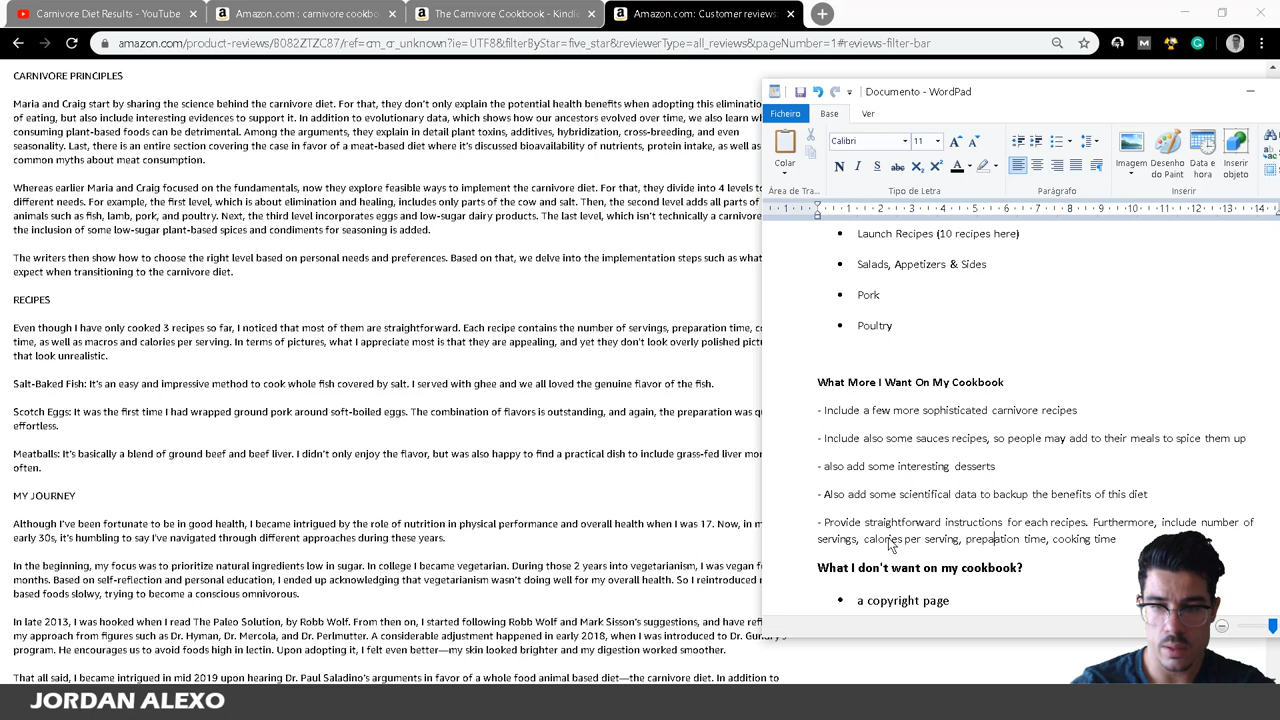 Carnivore Diet Results - YouTube
Amazon.com : carnivore cookbo
The Carnivore Cookbook - Kindl
Amazon.com: Customer reviews
amazon.com/product-reviews/B082ZTZC87/ref=cm_cr_unknown?ie=UTF8&filterByStar=five_star&reviewerType=all_reviews&pageNumber=1#reviews-filter-bar
CARNIVORE PRINCIPLES
Maria and Craig start by sharing the science behind the carnivore diet. For that, they don't only explain the potential health benefits when adopting this eliminatio
of eating, but also include interesting evidences to support it. In addition to evolutionary data, which shows how our ancestors evolved over time, we also learn wh
consuming plant-based foods can be detrimental. Among the arguments, they explain in detail plant toxins, additives, hybridization, cross-breeding, and even
seasonality. Last, there is an entire section covering the case in favor of a meat-based diet where it's discussed bioavailability of nutrients, protein intake, as well as
common myths about meat consumption.
Whereas earlier Maria and Craig focused on the fundamentals, now they explore feasible ways to implement the carnivore diet. For that, they divide into 4 levels to
different needs. For example, the first level, which is about elimination and healing, includes only parts of the cow and salt. Then, the second level adds all parts of
animals such as fish, lamb, pork, and poultry. Next, the third level incorporates eggs and low-sugar dairy products. The last level, which isn't technically a carnivore
the inclusion of some low-sugar plant-based spices and condiments for seasoning is added.
The writers then show how to choose the right level based on personal needs and preferences. Based on that, we delve into the implementation steps such as what
expect when transitioning to the carnivore diet.
RECIPES
Even though I have only cooked 3 recipes so far, I noticed that most of them are straightforward. Each recipe contains the number of servings, preparation time, co
time, as well as macros and calories per serving. In terms of pictures, what I appreciate most is that they are appealing, and yet they don't look overly polished pictu
that look unrealistic.
Salt-Baked Fish: It's an easy and impressive method to cook whole fish covered by salt. I served with ghee and we all loved the genuine flavor of the fish.
Scotch Eggs: It was the first time I had wrapped ground pork around soft-boiled eggs. The combination of flavors is outstanding, and again, the preparation was qu
effortless.
Meatballs: It's basically a blend of ground beef and beef liver. I didn't only enjoy the flavor, but was also happy to find a practical dish to include grass-fed liver mor
often.
MY JOURNEY
Although I've been fortunate to be in good health, I became intrigued by the role of nutrition in physical performance and overall health when I was 17. Now, in m
early 30s, it's humbling to say I've navigated through different approaches during these years.
In the beginning, my focus was to prioritize natural ingredients low in sugar. In college I became vegetarian. During those 2 years into vegetarianism, I was vegan f
months. Based on self-reflection and personal education, I ended up acknowledging that vegetarianism wasn't doing well for my overall health. So I reintroduced
based foods slolwy, trying to become a conscious omnivorous.
In late 2013, I was hooked when I read The Paleo Solution, by Robb Wolf. From then on, I started following Robb Wolf and Mark Sisson's suggestions, and have refi
my approach from figures such as Dr. Hyman, Dr. Mercola, and Dr. Perlmutter. A considerable adjustment happened in early 2018, when I was introduced to Dr. Gundry's
program. He encourages us to avoid foods high in lectin. Upon adopting it, I felt even better—my skin looked brighter and my digestion worked smoother.
That all said, I became intrigued in mid 2019 upon hearing Dr. Paul Saladino's arguments in favor of a whole food animal based diet—the carnivore diet. In addition to
Documento - WordPad
Ficheiro Base Ver
Calibri 11
Colar
Imagem Desenho do Paint Data e hora Inserir objeto
Área de Tra... Tipo de Letra Parágrafo Inserir
1 1 2 3 4 5 6 7 8 9 10 11 12 13 14
• Launch Recipes (10 recipes here)
• Salads, Appetizers & Sides
• Pork
• Poultry
What More I Want On My Cookbook
- Include a few more sophisticated carnivore recipes
- Include also some sauces recipes, so people may add to their meals to spice them up
- also add some interesting desserts
- Also add some scientifical data to backup the benefits of this diet
- Provide straightforward instructions for each recipes. Furthermore, include number of
servings, calories per serving, prepation time, cooking time
What I don't want on my cookbook?
• a copyright page
JORDAN ALEXO